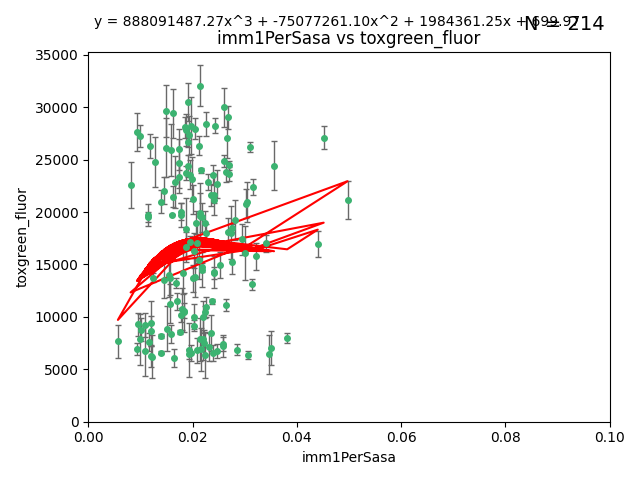 y = 888091487.27x^3 + -75077261.10x^2 + 1984361.25x +
N = 214
imm1PerSasa vs toxgreen_fluor
35000
30000
25000
20000
15000
10000
5000
0
toxgreen_fluor
0.00 0.02 0.04 0.06 0.08 0.10
imm1PerSasa